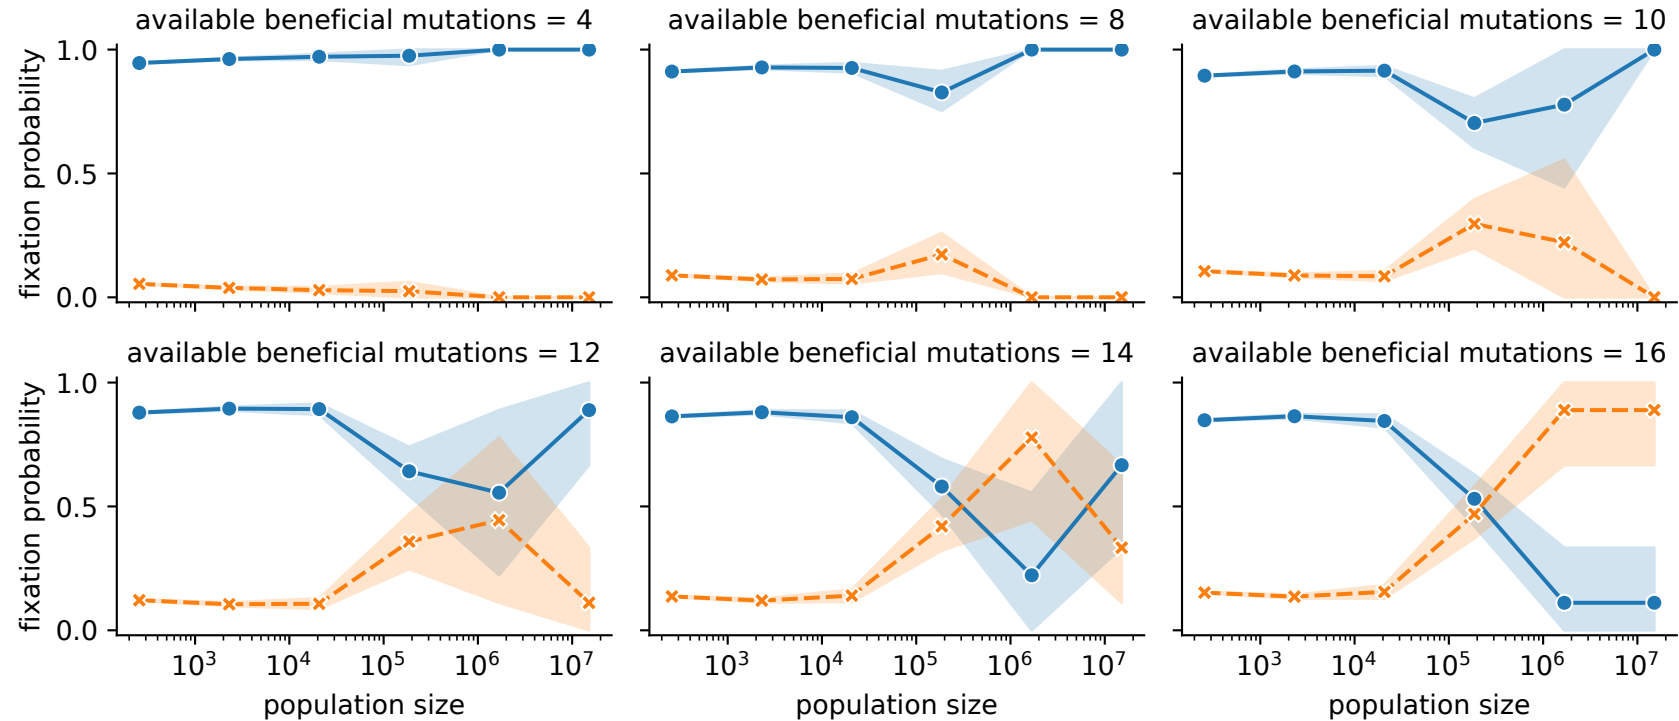 available beneficial mutations = 4
available beneficial mutations = 8
available beneficial mutations = 10
fixation probability
1.0
0.5
0.0
available beneficial mutations = 12
available beneficial mutations = 14
available beneficial mutations = 16
fixation probability
1.0
0.5
0.0
10³ 10⁴ 10⁵ 10⁶ 10⁷
10³ 10⁴ 10⁵ 10⁶ 10⁷
10³ 10⁴ 10⁵ 10⁶ 10⁷
population size
population size
population size